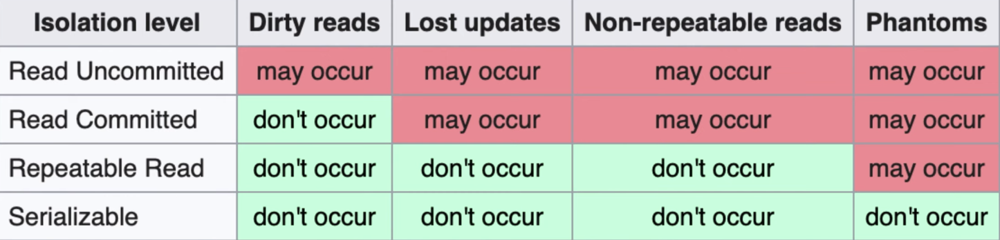 Isolation level Dirty reads Lost updates Non-repeatable reads Phantoms
Read Uncommitted may occur may occur may occur may occur
Read Committed don't occur may occur may occur may occur
Repeatable Read don't occur don't occur don't occur may occur
Serializable don't occur don't occur don't occur don't occur